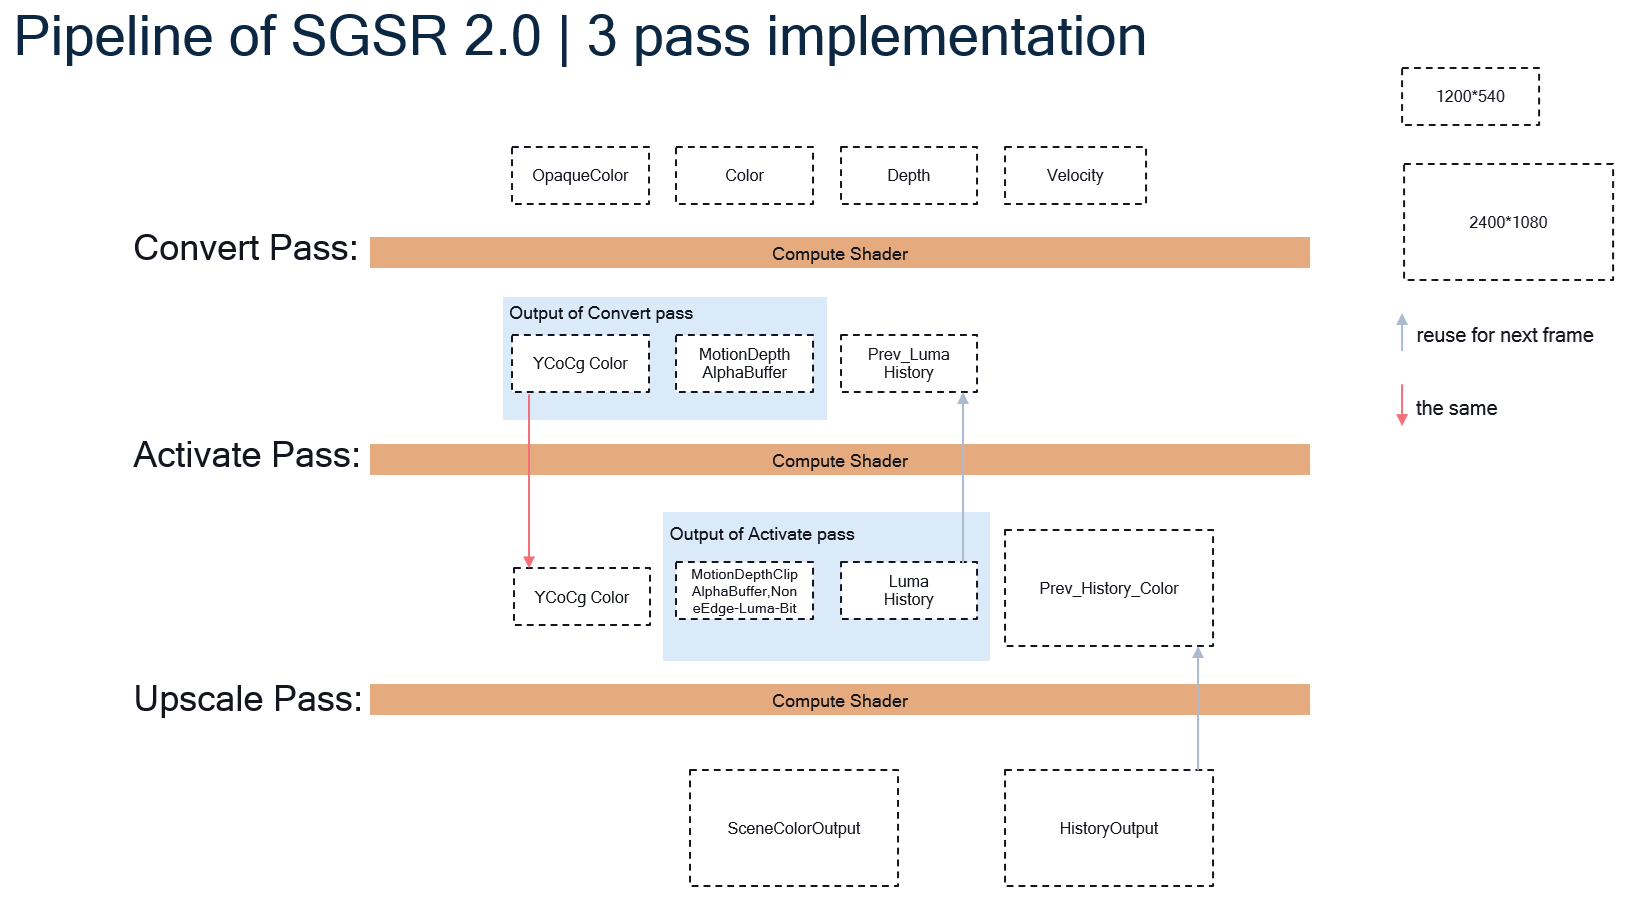 Pipeline of SGSR 2.0 | 3 pass implementation
1200*540
OpaqueColor
Color
Depth
Velocity
2400*1080
Convert Pass:
Compute Shader
Output of Convert pass
YCoCg Color
MotionDepth
AlphaBuffer
Prev_Luma
History
reuse for next frame
the same
Activate Pass:
Compute Shader
Output of Activate pass
YCoCg Color
MotionDepthClip
AlphaBuffer,Non
eEdge-Luma-Bit
Luma
History
Prev_History_Color
Upscale Pass:
Compute Shader
SceneColorOutput
HistoryOutput